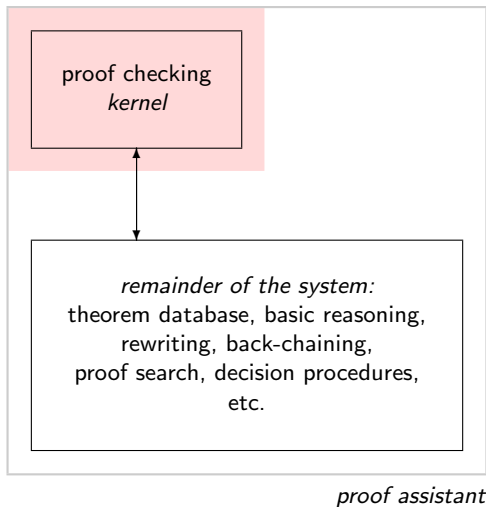 proof checking
kernel
remainder of the system:
theorem database, basic reasoning,
rewriting, back-chaining,
proof search, decision procedures,
etc.
proof assistant